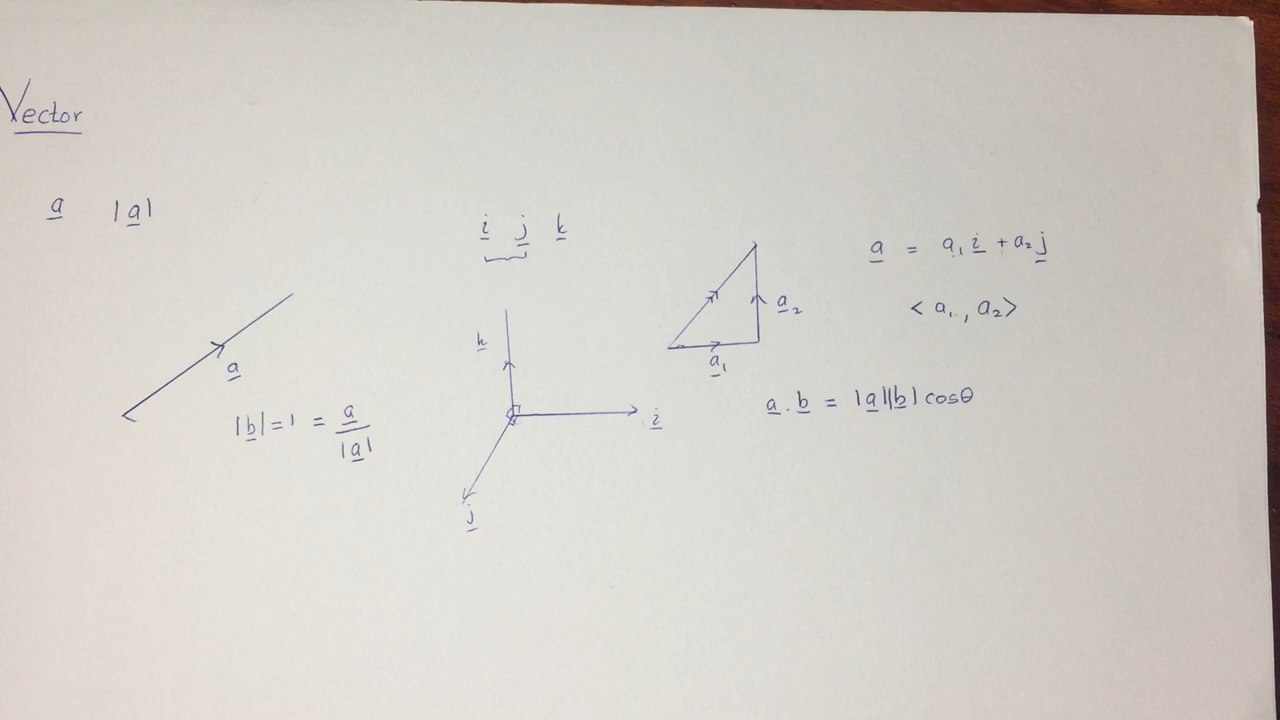 Vector
a |a|
i j k
a = a₁i + a₂j
< a₁, a₂>
a₂
k
a
a₁
|b| = 1 = a / |a|
i
a . b = |a||b| cosθ
j